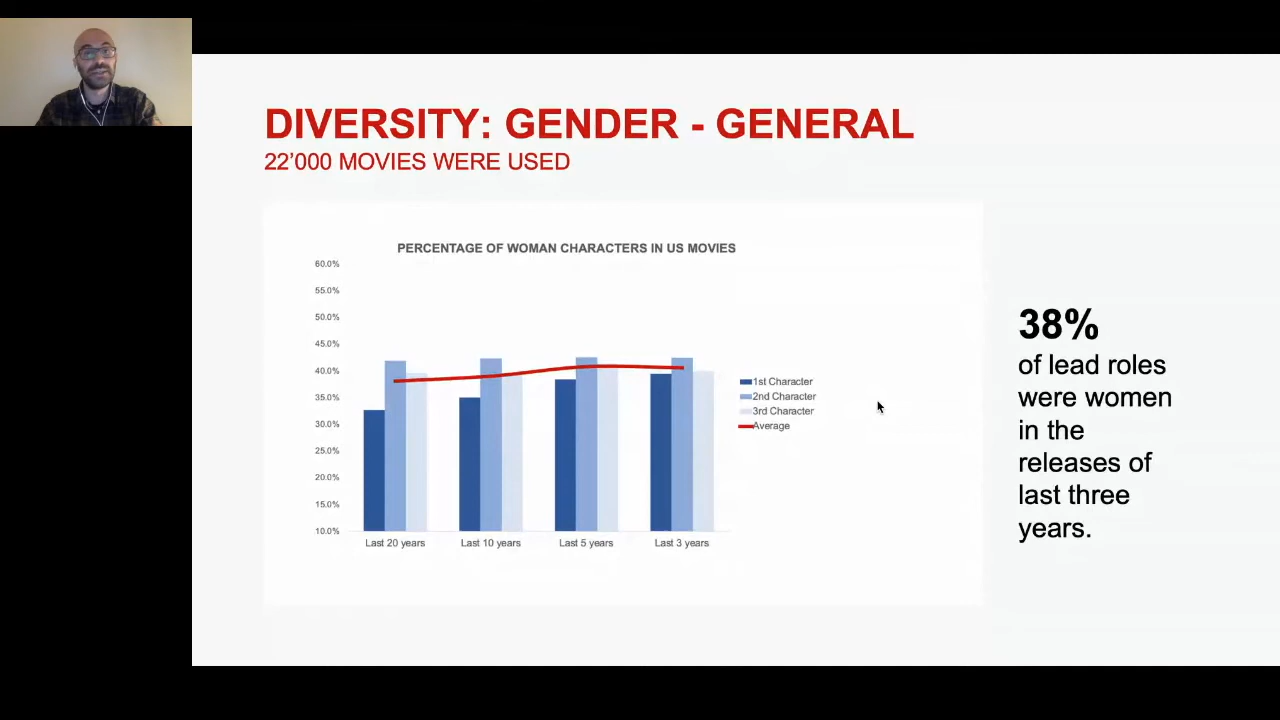 DIVERSITY: GENDER - GENERAL
22’000 MOVIES WERE USED
PERCENTAGE OF WOMAN CHARACTERS IN US MOVIES
60.0%
55.0%
50.0%
45.0%
40.0%
35.0%
30.0%
25.0%
20.0%
15.0%
10.0%
Last 20 years
Last 10 years
Last 5 years
Last 3 years
1st Character
2nd Character
3rd Character
Average
38%
of lead roles
were women
in the
releases of
last three
years.